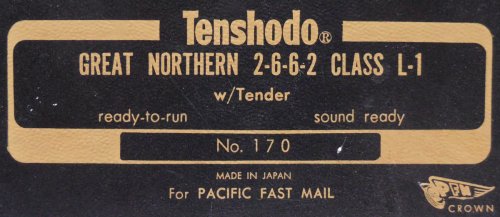 Tenshodo®
GREAT NORTHERN 2-6-6-2 CLASS L-1
w/Tender
ready-to-run sound ready
No. 170
MADE IN JAPAN
For PACIFIC FAST MAIL
PFM
CROWN